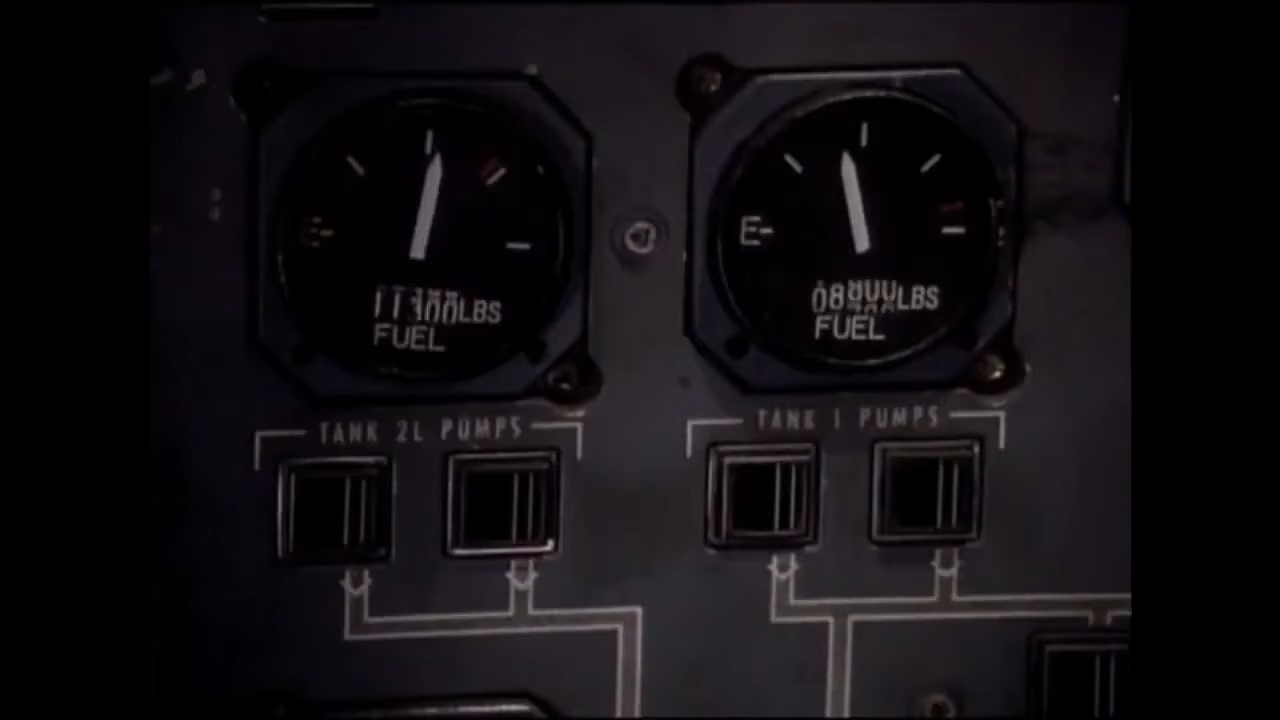 E-
LBS
FUEL
E-
LBS
FUEL
TANK 2L PUMPS
TANK 1 PUMPS